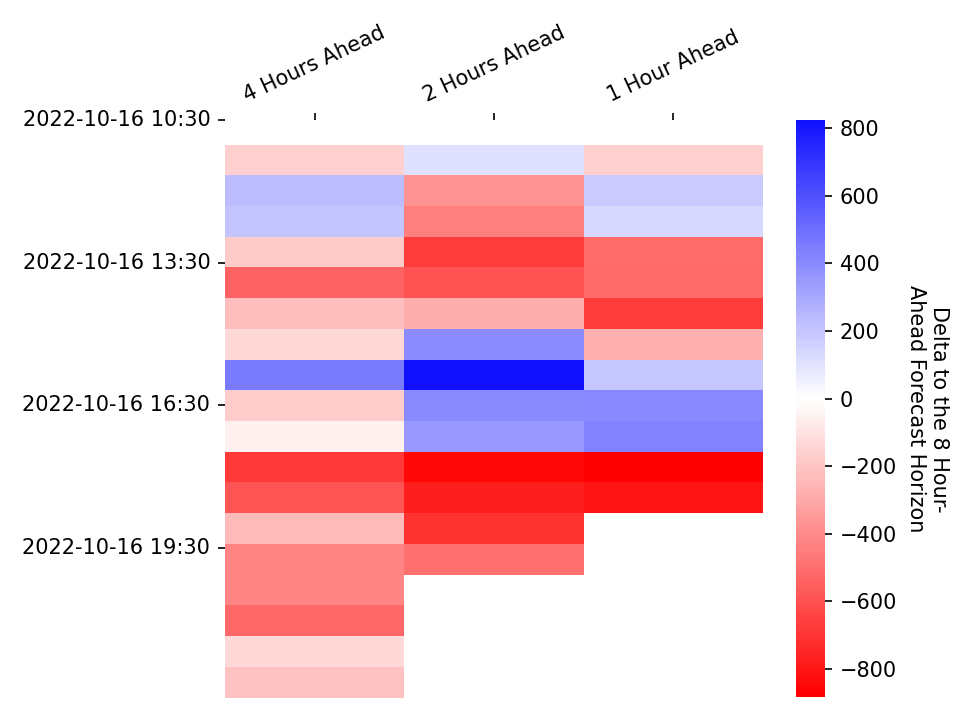 4 Hours Ahead
2 Hours Ahead
1 Hour Ahead
2022-10-16 10:30
2022-10-16 13:30
2022-10-16 16:30
2022-10-16 19:30
800
600
400
200
0
−200
−400
−600
−800
Delta to the 8 Hour-
Ahead Forecast Horizon